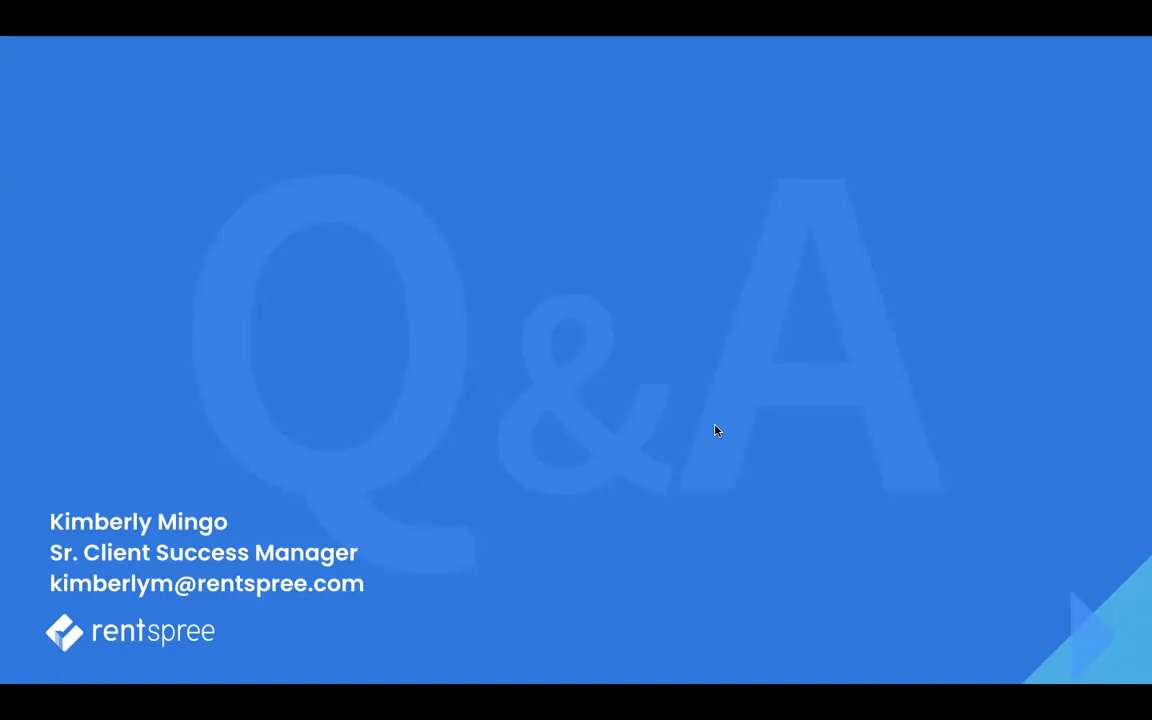 Q&A
Kimberly Mingo
Sr. Client Success Manager
kimberlym@rentspree.com
rentspree